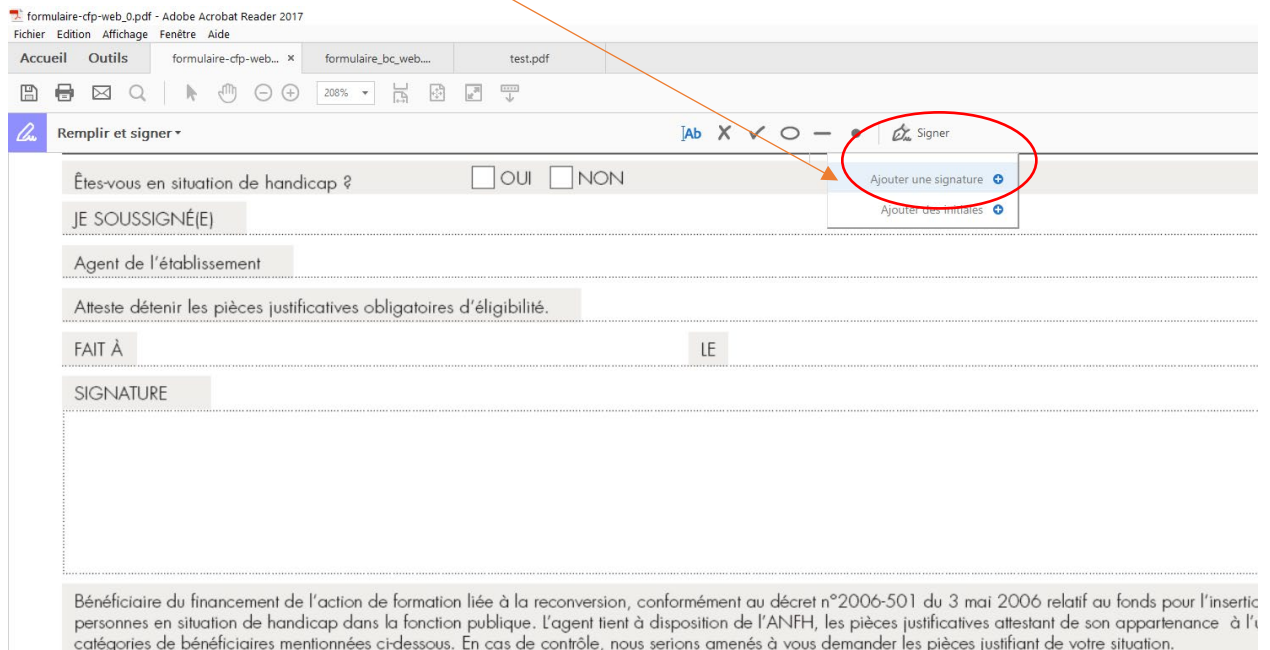 formulaire-cfp-web_0.pdf - Adobe Acrobat Reader 2017
Fichier Edition Affichage Fenêtre Aide
Accueil Outils formulaire-cfp-web... × formulaire_bc_web.... test.pdf
208%
Remplir et signer Ab Signer
Ajouter une signature
Ajouter des initiales
Êtes-vous en situation de handicap ? OUI NON
JE SOUSSIGNÉ(E)
Agent de l'établissement
Atteste détenir les pièces justificatives obligatoires d'éligibilité.
FAIT À LE
SIGNATURE
Bénéficiaire du financement de l'action de formation liée à la reconversion, conformément au décret n°2006-501 du 3 mai 2006 relatif au fonds pour l'insertic
personnes en situation de handicap dans la fonction publique. L'agent tient à disposition de l'ANFH, les pièces justificatives attestant de son appartenance à l'u
catégories de bénéficiaires mentionnées ci-dessous. En cas de contrôle, nous serions amenés à vous demander les pièces justifiant de votre situation.